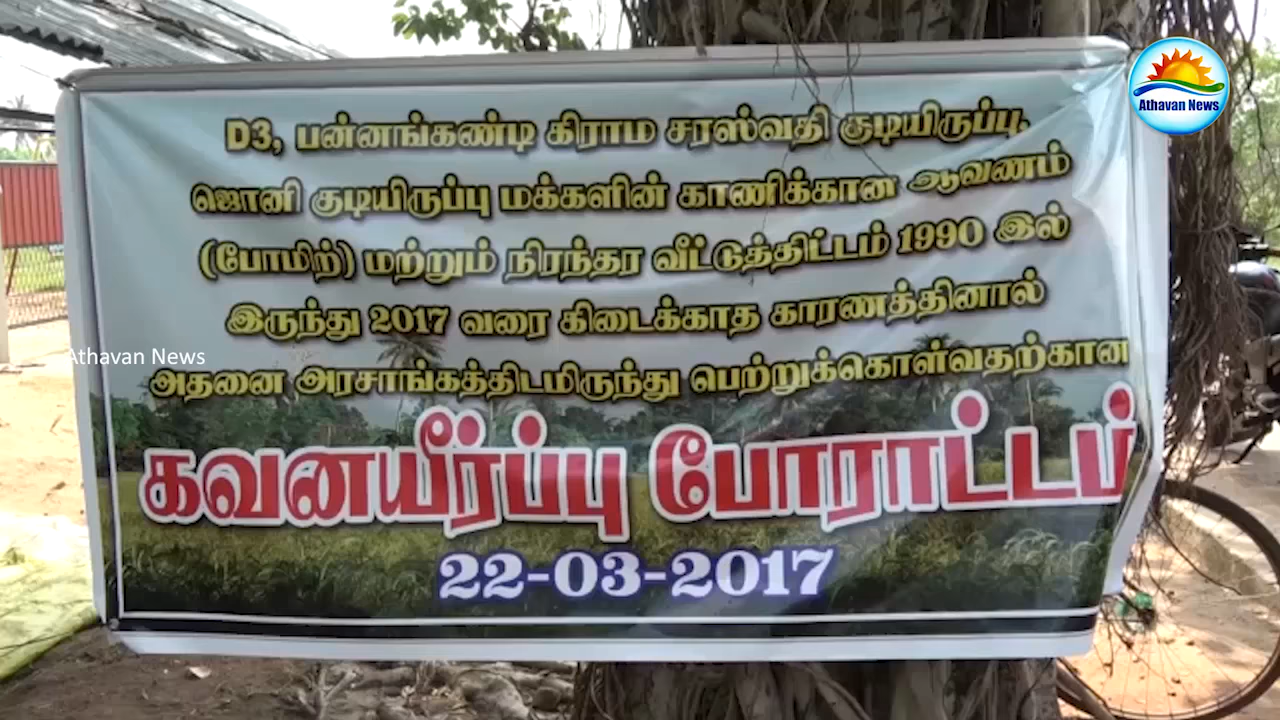 D3, பன்னங்கண்டி கிராம சரஸ்வதி குடியிருப்பு,
ஜொனி குடியிருப்பு மக்களின் காணிக்கான ஆவணம்
(போமிற்) மற்றும் நிரந்தர வீட்டுத்திட்டம் 1990 இல்
இருந்து 2017 வரை கிடைக்காத காரணத்தினால்
அதனை அரசாங்கத்திடமிருந்து பெற்றுக்கொள்வதற்கான
கவனயீர்ப்பு போராட்டம்
22-03-2017
Athavan News
Athavan News